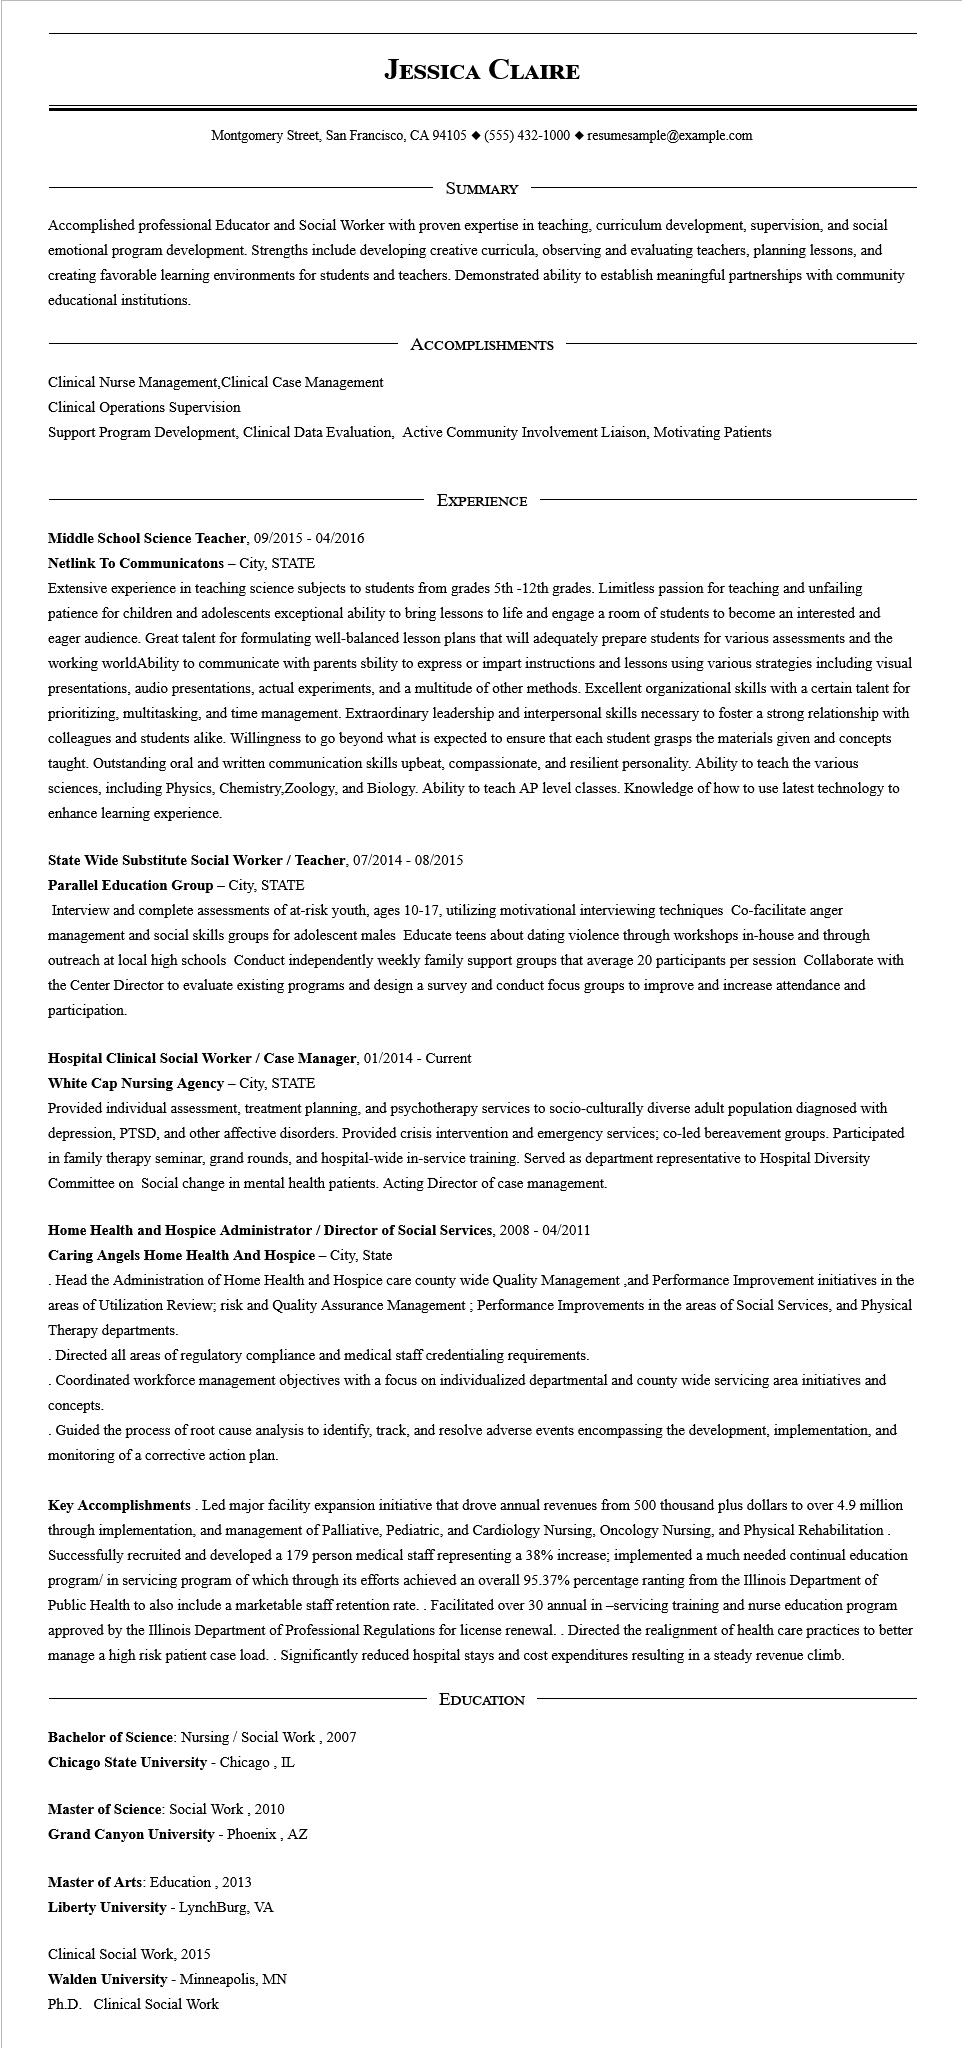 Jessica Claire
Montgomery Street, San Francisco, CA 94105 ◆ (555) 432-1000 ◆ resumesample@example.com
Summary
Accomplished professional Educator and Social Worker with proven expertise in teaching, curriculum development, supervision, and social
emotional program development. Strengths include developing creative curricula, observing and evaluating teachers, planning lessons, and
creating favorable learning environments for students and teachers. Demonstrated ability to establish meaningful partnerships with community
educational institutions.
Accomplishments
Clinical Nurse Management,Clinical Case Management
Clinical Operations Supervision
Support Program Development, Clinical Data Evaluation,  Active Community Involvement Liaison, Motivating Patients
Experience
Middle School Science Teacher, 09/2015 - 04/2016
Netlink To Communicatons – City, STATE
Extensive experience in teaching science subjects to students from grades 5th -12th grades. Limitless passion for teaching and unfailing
patience for children and adolescents exceptional ability to bring lessons to life and engage a room of students to become an interested and
eager audience. Great talent for formulating well-balanced lesson plans that will adequately prepare students for various assessments and the
working worldAbility to communicate with parents sbility to express or impart instructions and lessons using various strategies including visual
presentations, audio presentations, actual experiments, and a multitude of other methods. Excellent organizational skills with a certain talent for
prioritizing, multitasking, and time management. Extraordinary leadership and interpersonal skills necessary to foster a strong relationship with
colleagues and students alike. Willingness to go beyond what is expected to ensure that each student grasps the materials given and concepts
taught. Outstanding oral and written communication skills upbeat, compassionate, and resilient personality. Ability to teach the various
sciences, including Physics, Chemistry,Zoology, and Biology. Ability to teach AP level classes. Knowledge of how to use latest technology to
enhance learning experience.
State Wide Substitute Social Worker / Teacher, 07/2014 - 08/2015
Parallel Education Group – City, STATE
Interview and complete assessments of at-risk youth, ages 10-17, utilizing motivational interviewing techniques  Co-facilitate anger
management and social skills groups for adolescent males  Educate teens about dating violence through workshops in-house and through
outreach at local high schools  Conduct independently weekly family support groups that average 20 participants per session  Collaborate with
the Center Director to evaluate existing programs and design a survey and conduct focus groups to improve and increase attendance and
participation.
Hospital Clinical Social Worker / Case Manager, 01/2014 - Current
White Cap Nursing Agency – City, STATE
Provided individual assessment, treatment planning, and psychotherapy services to socio-culturally diverse adult population diagnosed with
depression, PTSD, and other affective disorders. Provided crisis intervention and emergency services; co-led bereavement groups. Participated
in family therapy seminar, grand rounds, and hospital-wide in-service training. Served as department representative to Hospital Diversity
Committee on  Social change in mental health patients. Acting Director of case management.
Home Health and Hospice Administrator / Director of Social Services, 2008 - 04/2011
Caring Angels Home Health And Hospice – City, State
. Head the Administration of Home Health and Hospice care county wide Quality Management ,and Performance Improvement initiatives in the
areas of Utilization Review; risk and Quality Assurance Management ; Performance Improvements in the areas of Social Services, and Physical
Therapy departments.
. Directed all areas of regulatory compliance and medical staff credentialing requirements.
. Coordinated workforce management objectives with a focus on individualized departmental and county wide servicing area initiatives and
concepts.
. Guided the process of root cause analysis to identify, track, and resolve adverse events encompassing the development, implementation, and
monitoring of a corrective action plan.
Key Accomplishments . Led major facility expansion initiative that drove annual revenues from 500 thousand plus dollars to over 4.9 million
through implementation, and management of Palliative, Pediatric, and Cardiology Nursing, Oncology Nursing, and Physical Rehabilitation .
Successfully recruited and developed a 179 person medical staff representing a 38% increase; implemented a much needed continual education
program/ in servicing program of which through its efforts achieved an overall 95.37% percentage ranting from the Illinois Department of
Public Health to also include a marketable staff retention rate. . Facilitated over 30 annual in –servicing training and nurse education program
approved by the Illinois Department of Professional Regulations for license renewal. . Directed the realignment of health care practices to better
manage a high risk patient case load. . Significantly reduced hospital stays and cost expenditures resulting in a steady revenue climb.
Education
Bachelor of Science: Nursing / Social Work , 2007
Chicago State University - Chicago , IL
Master of Science: Social Work , 2010
Grand Canyon University - Phoenix , AZ
Master of Arts: Education , 2013
Liberty University - LynchBurg, VA
Clinical Social Work, 2015
Walden University - Minneapolis, MN
Ph.D.   Clinical Social Work